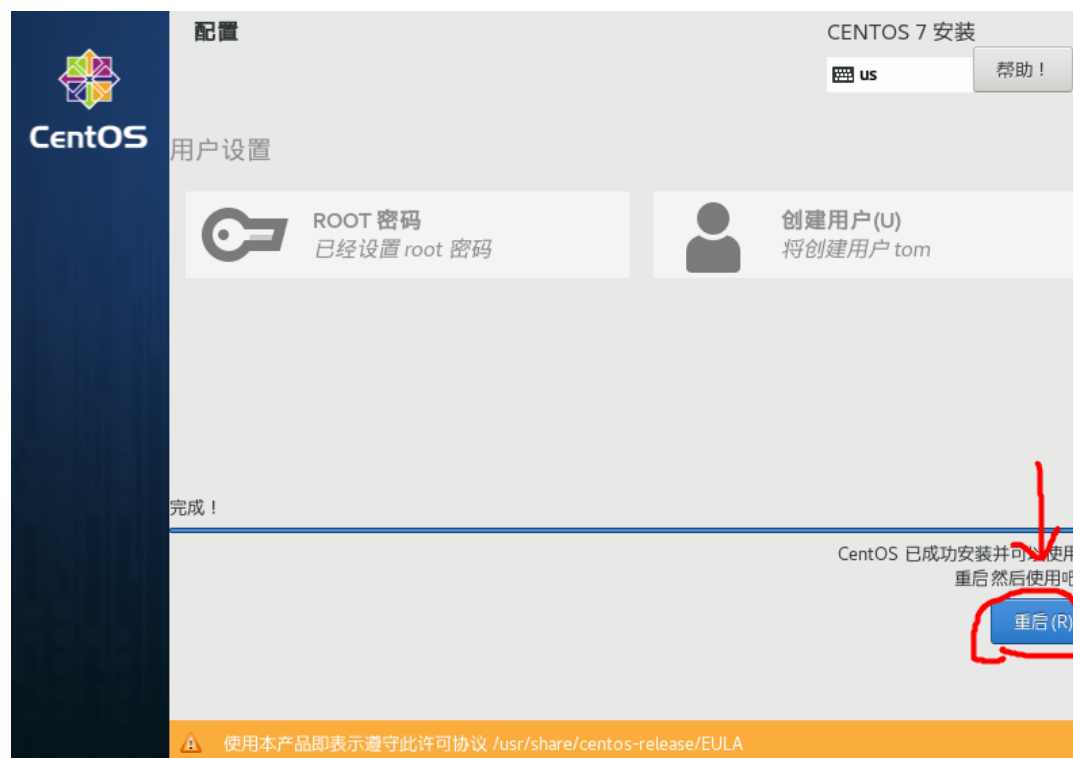 配置
CENTOS 7 安装
us
帮助！
CentOS
用户设置
ROOT 密码
已经设置 root 密码
创建用户(U)
将创建用户 tom
完成！
CentOS 已成功安装并可以使用
重启然后使用吧
重启(R)
使用本产品即表示遵守此许可协议 /usr/share/centos-release/EULA